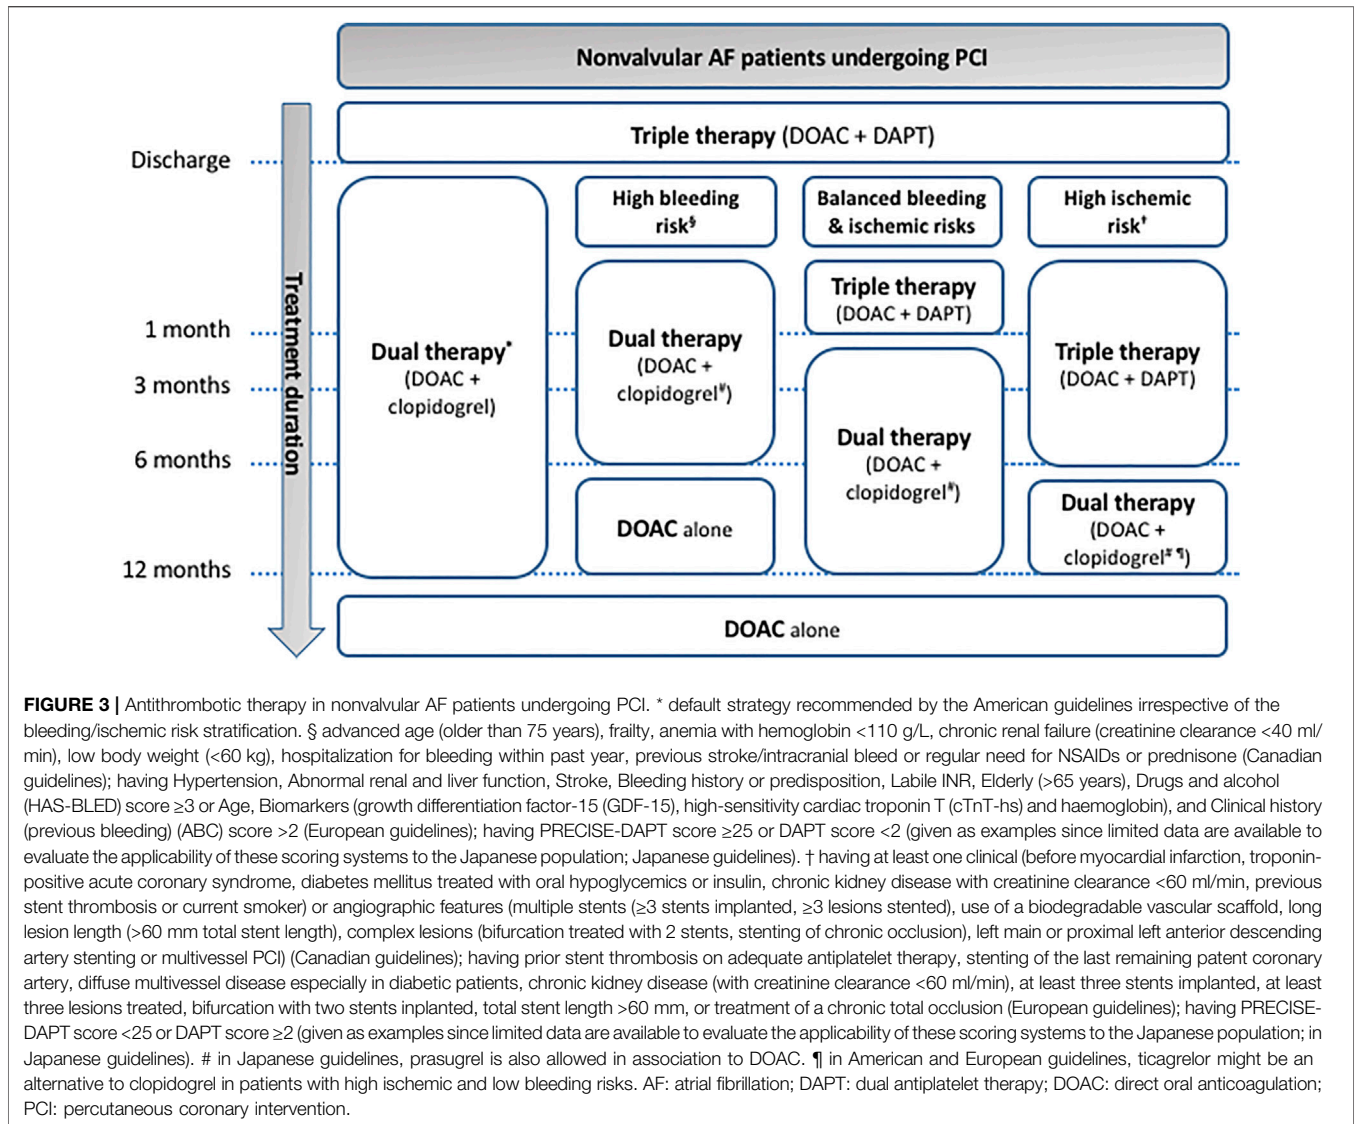 Nonvalvular AF patients undergoing PCI
Triple therapy (DOAC + DAPT)
Discharge
High bleeding
risk§
Balanced bleeding
& ischemic risks
High ischemic
risk†
Treatment duration
Triple therapy
(DOAC + DAPT)
1 month
Dual therapy*
(DOAC +
clopidogrel)
Dual therapy
(DOAC +
clopidogrel#)
Triple therapy
(DOAC + DAPT)
3 months
Dual therapy
(DOAC +
clopidogrel#)
6 months
DOAC alone
Dual therapy
(DOAC +
clopidogrel# ¶)
12 months
DOAC alone
FIGURE 3 | Antithrombotic therapy in nonvalvular AF patients undergoing PCI. * default strategy recommended by the American guidelines irrespective of the
bleeding/ischemic risk stratification. § advanced age (older than 75 years), frailty, anemia with hemoglobin <110 g/L, chronic renal failure (creatinine clearance <40 ml/
min), low body weight (<60 kg), hospitalization for bleeding within past year, previous stroke/intracranial bleed or regular need for NSAIDs or prednisone (Canadian
guidelines); having Hypertension, Abnormal renal and liver function, Stroke, Bleeding history or predisposition, Labile INR, Elderly (>65 years), Drugs and alcohol
(HAS-BLED) score ≥3 or Age, Biomarkers (growth differentiation factor-15 (GDF-15), high-sensitivity cardiac troponin T (cTnT-hs) and haemoglobin), and Clinical history
(previous bleeding) (ABC) score >2 (European guidelines); having PRECISE-DAPT score ≥25 or DAPT score <2 (given as examples since limited data are available to
evaluate the applicability of these scoring systems to the Japanese population; Japanese guidelines). † having at least one clinical (before myocardial infarction, troponin-
positive acute coronary syndrome, diabetes mellitus treated with oral hypoglycemics or insulin, chronic kidney disease with creatinine clearance <60 ml/min, previous
stent thrombosis or current smoker) or angiographic features (multiple stents (≥3 stents implanted, ≥3 lesions stented), use of a biodegradable vascular scaffold, long
lesion length (>60 mm total stent length), complex lesions (bifurcation treated with 2 stents, stenting of chronic occlusion), left main or proximal left anterior descending
artery stenting or multivessel PCI) (Canadian guidelines); having prior stent thrombosis on adequate antiplatelet therapy, stenting of the last remaining patent coronary
artery, diffuse multivessel disease especially in diabetic patients, chronic kidney disease (with creatinine clearance <60 ml/min), at least three stents implanted, at least
three lesions treated, bifurcation with two stents inplanted, total stent length >60 mm, or treatment of a chronic total occlusion (European guidelines); having PRECISE-
DAPT score <25 or DAPT score ≥2 (given as examples since limited data are available to evaluate the applicability of these scoring systems to the Japanese population; in
Japanese guidelines). # in Japanese guidelines, prasugrel is also allowed in association to DOAC. ¶ in American and European guidelines, ticagrelor might be an
alternative to clopidogrel in patients with high ischemic and low bleeding risks. AF: atrial fibrillation; DAPT: dual antiplatelet therapy; DOAC: direct oral anticoagulation;
PCI: percutaneous coronary intervention.